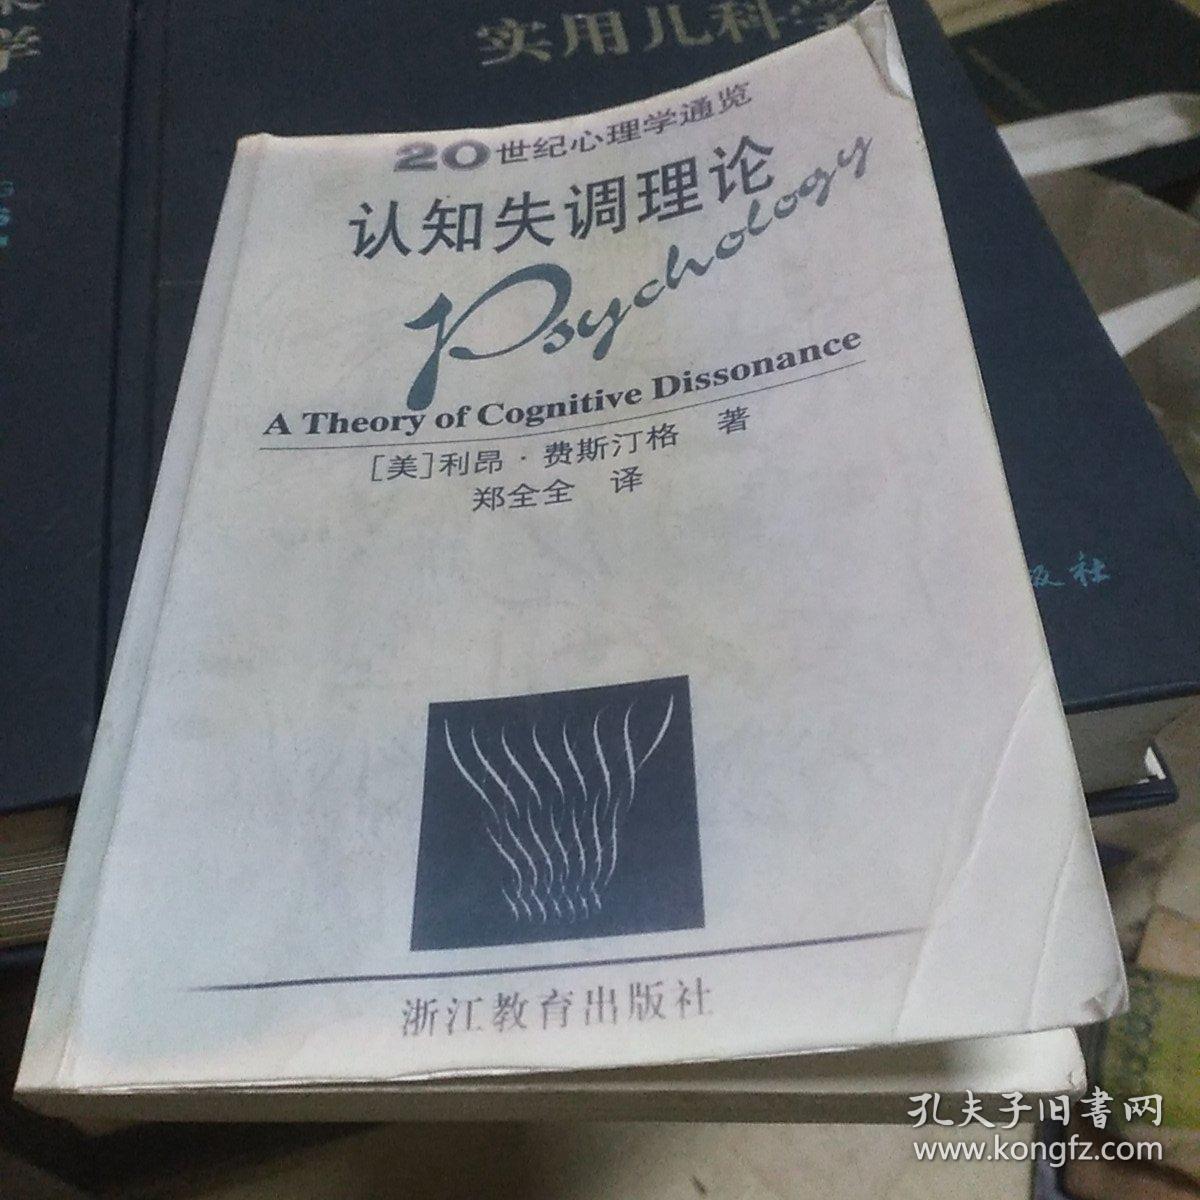 实用儿科学
20世纪心理学通览
认知失调理论
Psychology
A Theory of Cognitive Dissonance
[美]利昂·费斯汀格 著
郑全全 译
版社
浙江教育出版社
孔夫子旧書网
www.kongfz.com